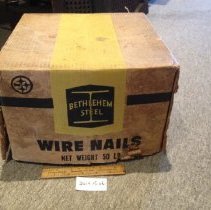 BETHLEHEM
STEEL
WIRE NAILS
NET WEIGHT 50 LB